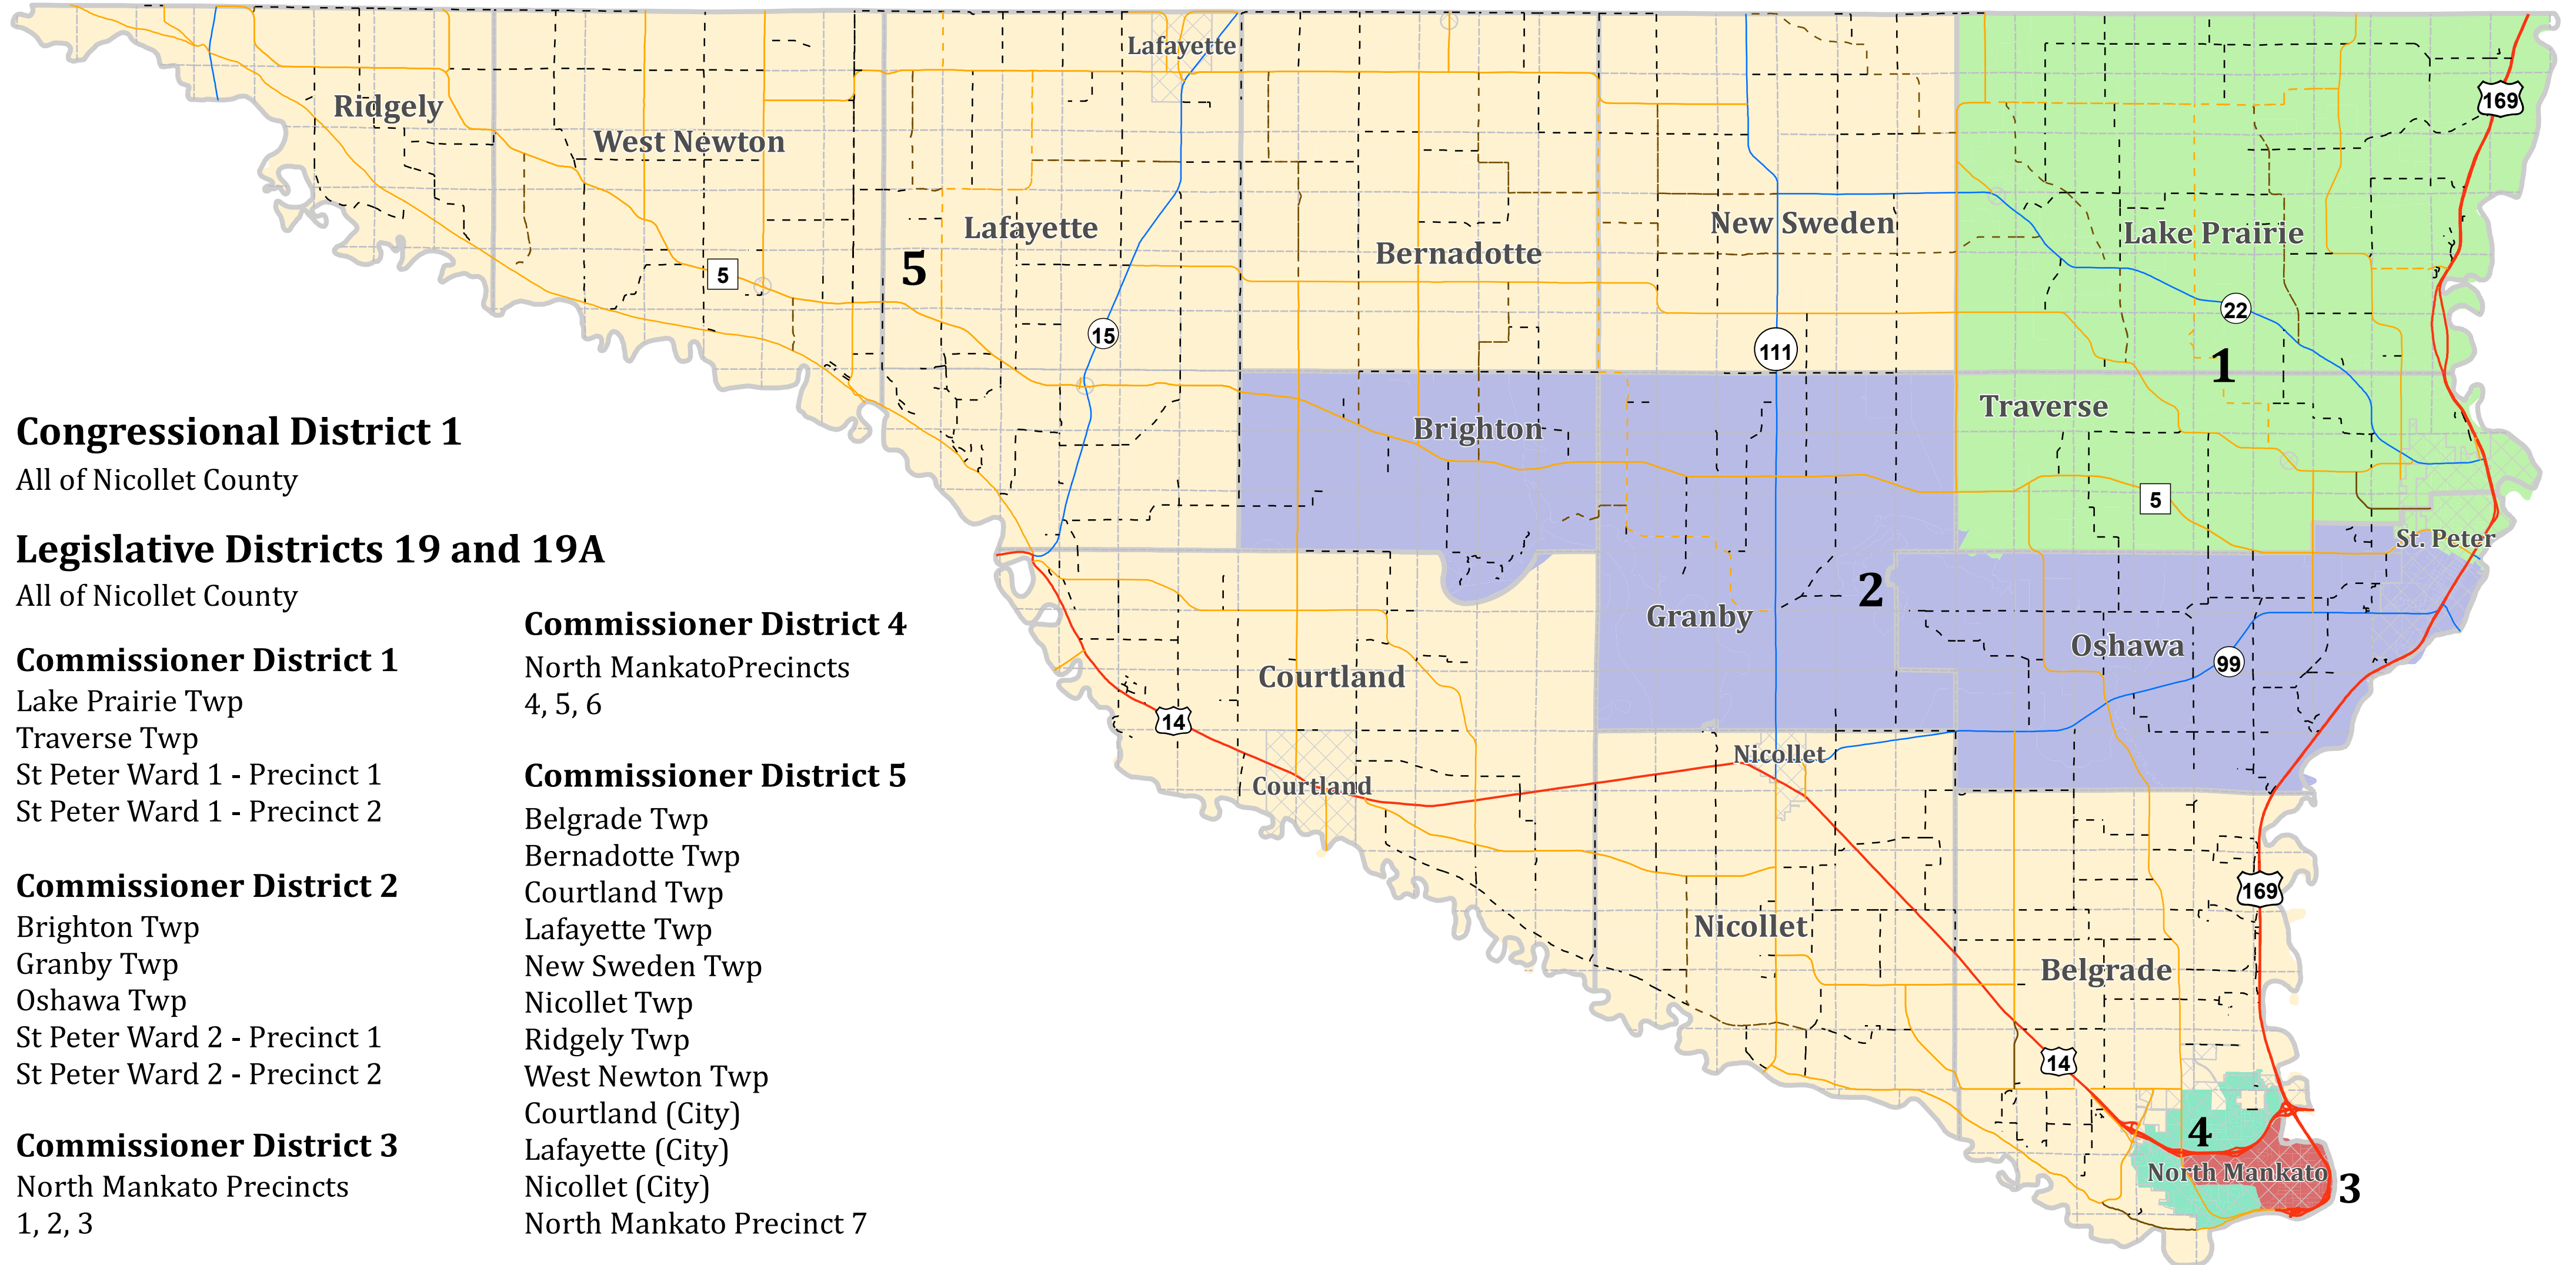 Congressional District 1
All of Nicollet County
Legislative Districts 19 and 19A
All of Nicollet County
Commissioner District 1
Lake Prairie Twp
Traverse Twp
St Peter Ward 1 - Precinct 1
St Peter Ward 1 - Precinct 2
Commissioner District 2
Brighton Twp
Granby Twp
Oshawa Twp
St Peter Ward 2 - Precinct 1
St Peter Ward 2 - Precinct 2
Commissioner District 3
North Mankato Precincts
1, 2, 3
Commissioner District 4
North MankatoPrecincts
4, 5, 6
Commissioner District 5
Belgrade Twp
Bernadotte Twp
Courtland Twp
Lafayette Twp
New Sweden Twp
Nicollet Twp
Ridgely Twp
West Newton Twp
Courtland (City)
Lafayette (City)
Nicollet (City)
North Mankato Precinct 7
Lafayette
169
Ridgely
West Newton
Lafayette
New Sweden
Lake Prairie
Bernadotte
5
5
22
15
111
1
Traverse
Brighton
5
St. Peter
2
Granby
Oshawa
99
Courtland
14
Nicollet
Courtland
169
Nicollet
Belgrade
14
4
North Mankato
3